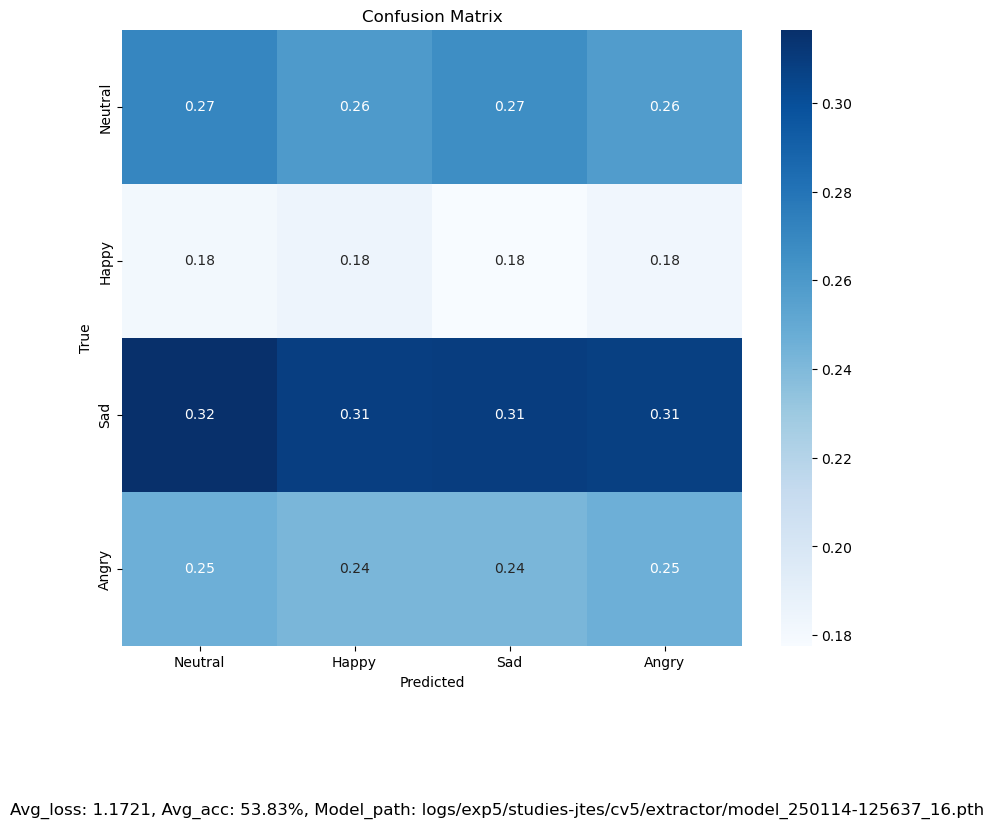 Confusion Matrix
Neutral 0.27 0.26 0.27 0.26
Happy 0.18 0.18 0.18 0.18
Sad 0.32 0.31 0.31 0.31
Angry 0.25 0.24 0.24 0.25
True
Neutral Happy Sad Angry
Predicted
0.30
0.28
0.26
0.24
0.22
0.20
0.18
Avg_loss: 1.1721, Avg_acc: 53.83%, Model_path: logs/exp5/studies-jtes/cv5/extractor/model_250114-125637_16.pth